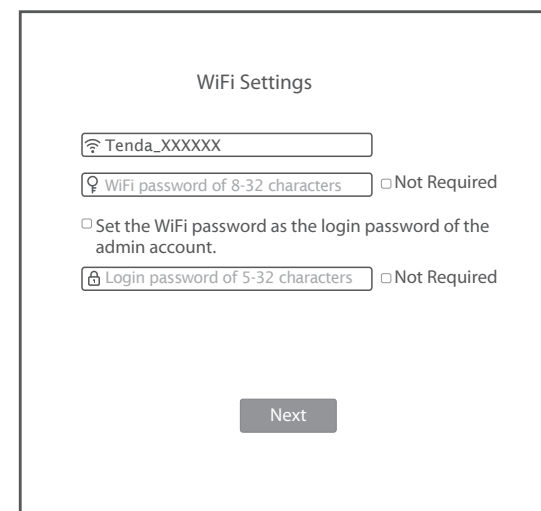 WiFi Settings
Tenda_XXXXXX
WiFi password of 8-32 characters Not Required
Set the WiFi password as the login password of the
admin account.
Login password of 5-32 characters Not Required
Next